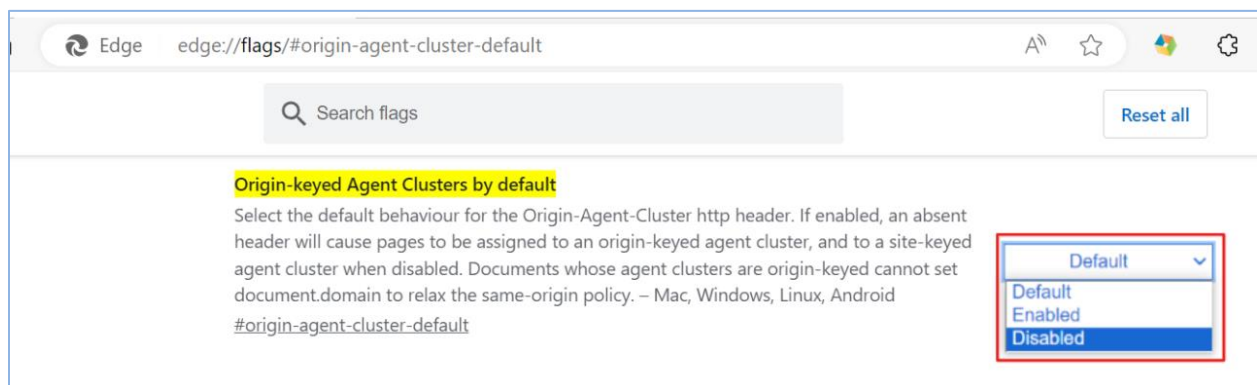 Edge edge://flags/#origin-agent-cluster-default
Search flags
Reset all
Origin-keyed Agent Clusters by default
Select the default behaviour for the Origin-Agent-Cluster http header. If enabled, an absent
header will cause pages to be assigned to an origin-keyed agent cluster, and to a site-keyed
agent cluster when disabled. Documents whose agent clusters are origin-keyed cannot set
document.domain to relax the same-origin policy. – Mac, Windows, Linux, Android
#origin-agent-cluster-default
Default
Default
Enabled
Disabled